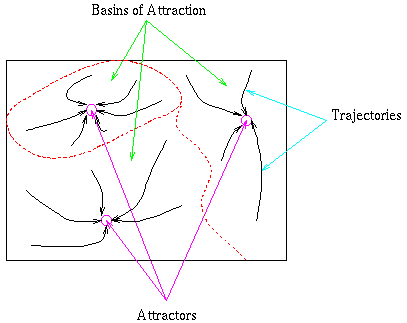 Basins of Attraction
Trajectories
Attractors